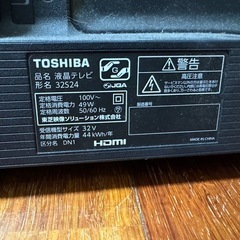 TOSHIBA
品名 液晶テレビ
形名 32S24
JQA
定格電圧 100V～
定格消費電力 49W
定格周波数 50/60 Hz
東芝映像ソリューション株式会社
受信機型サイズ 32V
年間消費電力量 44 kWh/年
区分名 DN1
HDMI
警告
高圧注意
MADE IN CHINA